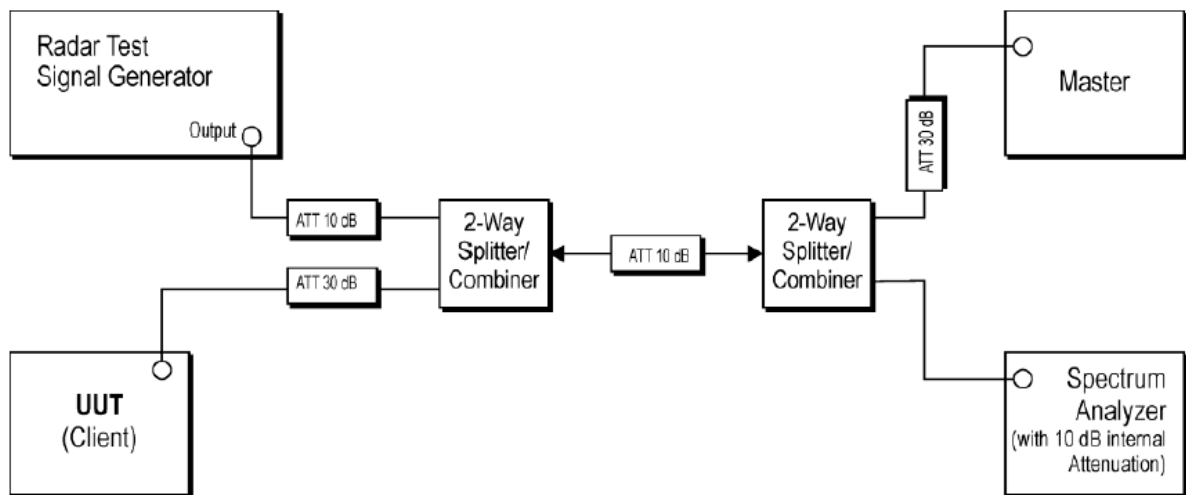 Radar Test
Signal Generator
Output
ATT 10 dB
ATT 30 dB
UUT
(Client)
2-Way
Splitter/
Combiner
ATT 10 dB
2-Way
Splitter/
Combiner
ATT 30 dB
Master
Spectrum
Analyzer
(with 10 dB internal
Attenuation)